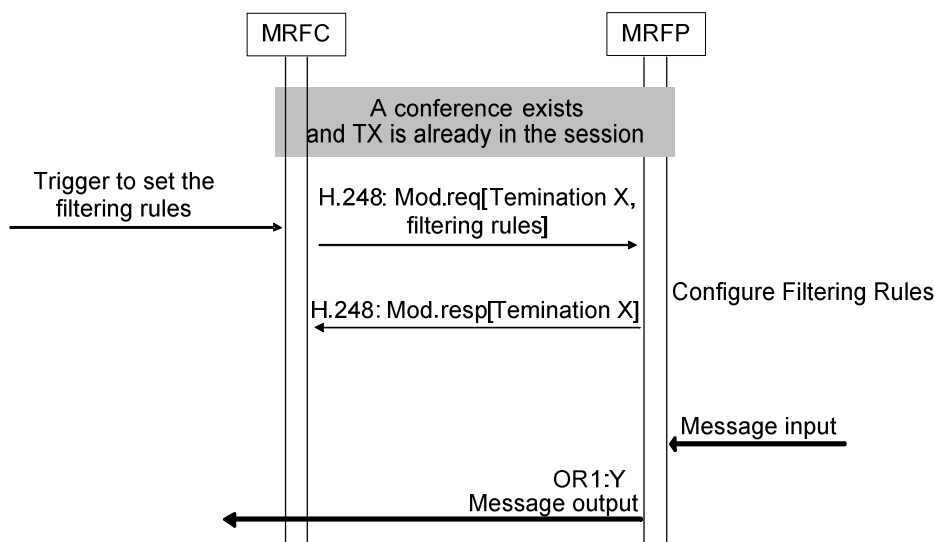 MRFC
MRFP
A conference exists
and TX is already in the session
Trigger to set the
filtering rules
H.248: Mod.req[Temination X,
filtering rules]
Configure Filtering Rules
H.248: Mod.resp[Temination X]
Message input
OR1:Y
Message output